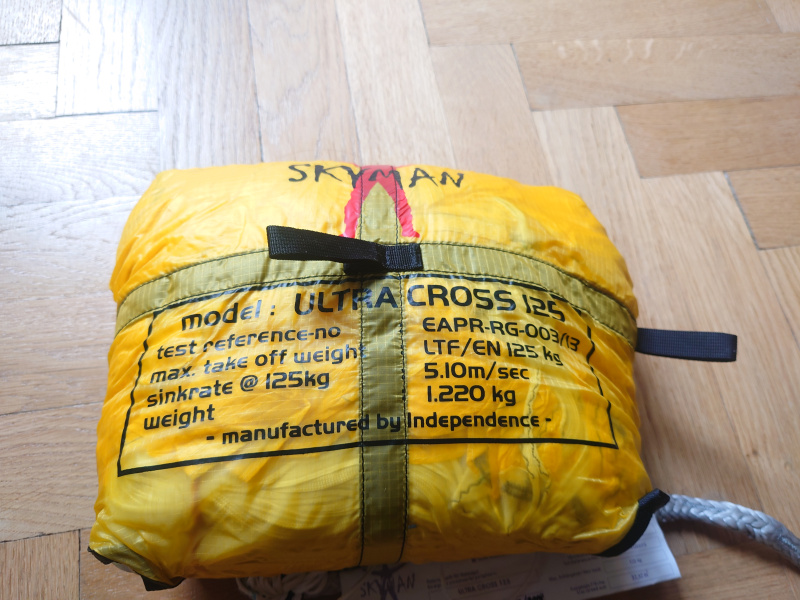 SKYMAN
model: ULTRA CROSS 125
test reference-no EAPR-RG-003/13
max. take off weight LTF/EN 125 kg
sinkrate @ 125kg 5.10m/sec
weight 1.220 kg
- manufactured by Independence -
SKYMAN